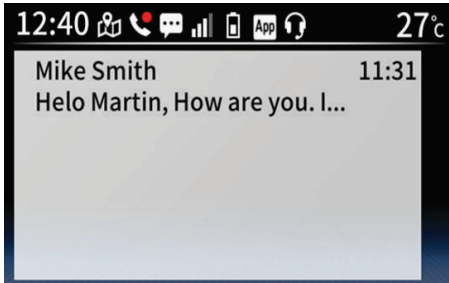 12:40 App 27°c
Mike Smith 11:31
Helo Martin, How are you. I...